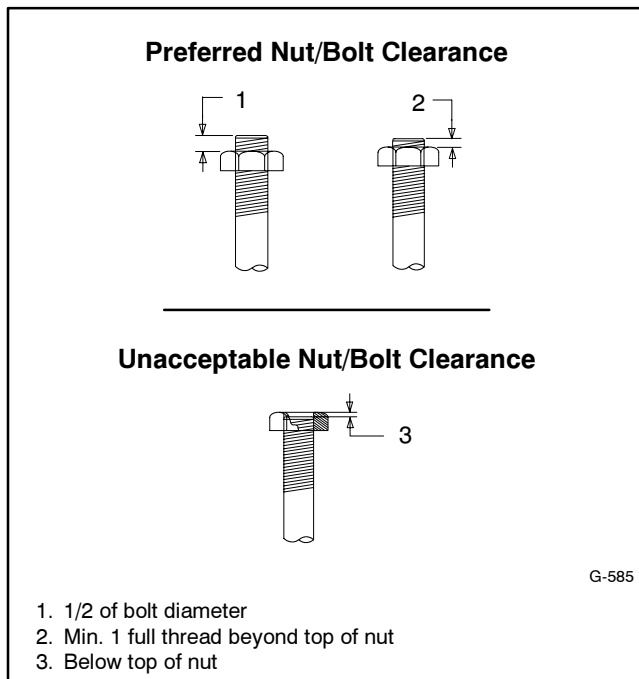 Preferred Nut/Bolt Clearance
1
2
Unacceptable Nut/Bolt Clearance
3
G-585
1. 1/2 of bolt diameter
2. Min. 1 full thread beyond top of nut
3. Below top of nut